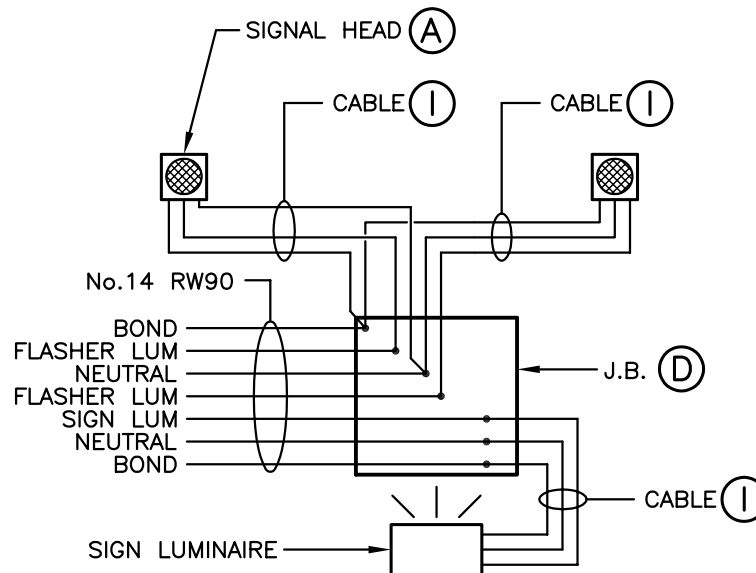 SIGNAL HEAD A
CABLE I
CABLE I
No.14 RW90
BOND
FLASHER LUM
NEUTRAL
FLASHER LUM
SIGN LUM
NEUTRAL
BOND
J.B. D
CABLE I
SIGN LUMINAIRE